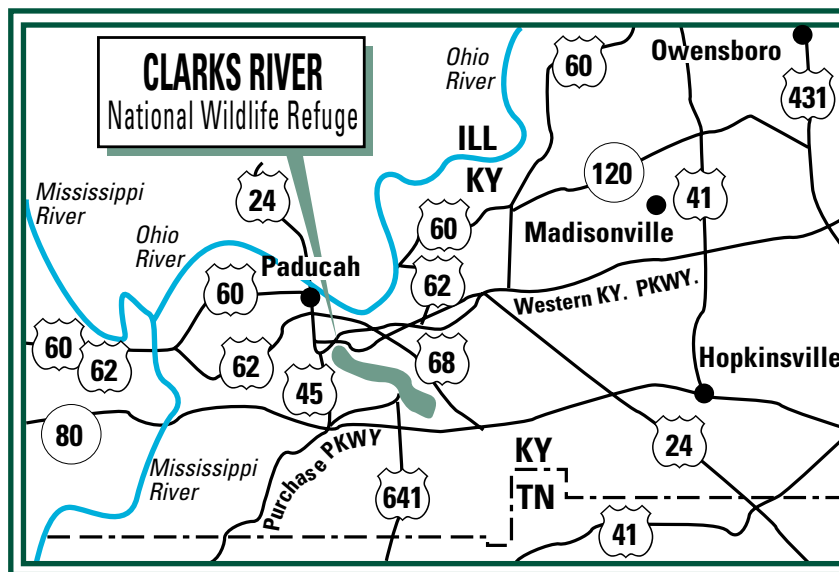 CLARKS RIVER
National Wildlife Refuge
Ohio
River
60
Owensboro
431
ILL
KY
120
41
24
Mississippi
River
Ohio
River
60
Madisonville
Paducah
60
62
Western KY. PKWY.
60
62
62
45
68
Hopkinsville
80
Mississippi
River
Purchase PKWY
641
KY
TN
24
41